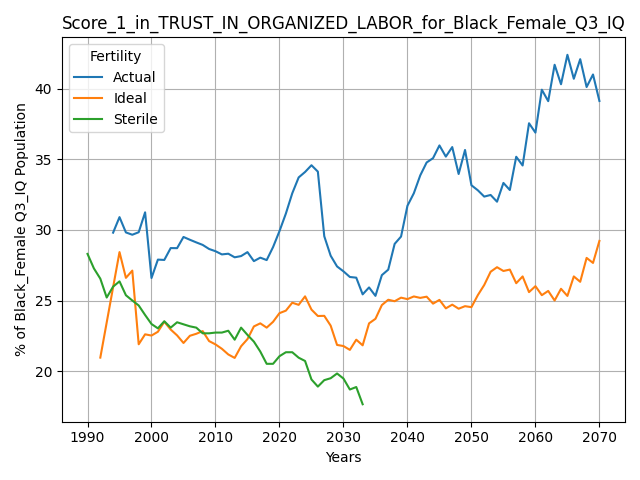 Score_1_in_TRUST_IN_ORGANIZED_LABOR_for_Black_Female_Q3_IQ
Fertility
Actual
Ideal
Sterile
% of Black_Female Q3_IQ Population
40
35
30
25
20
1990 2000 2010 2020 2030 2040 2050 2060 2070
Years